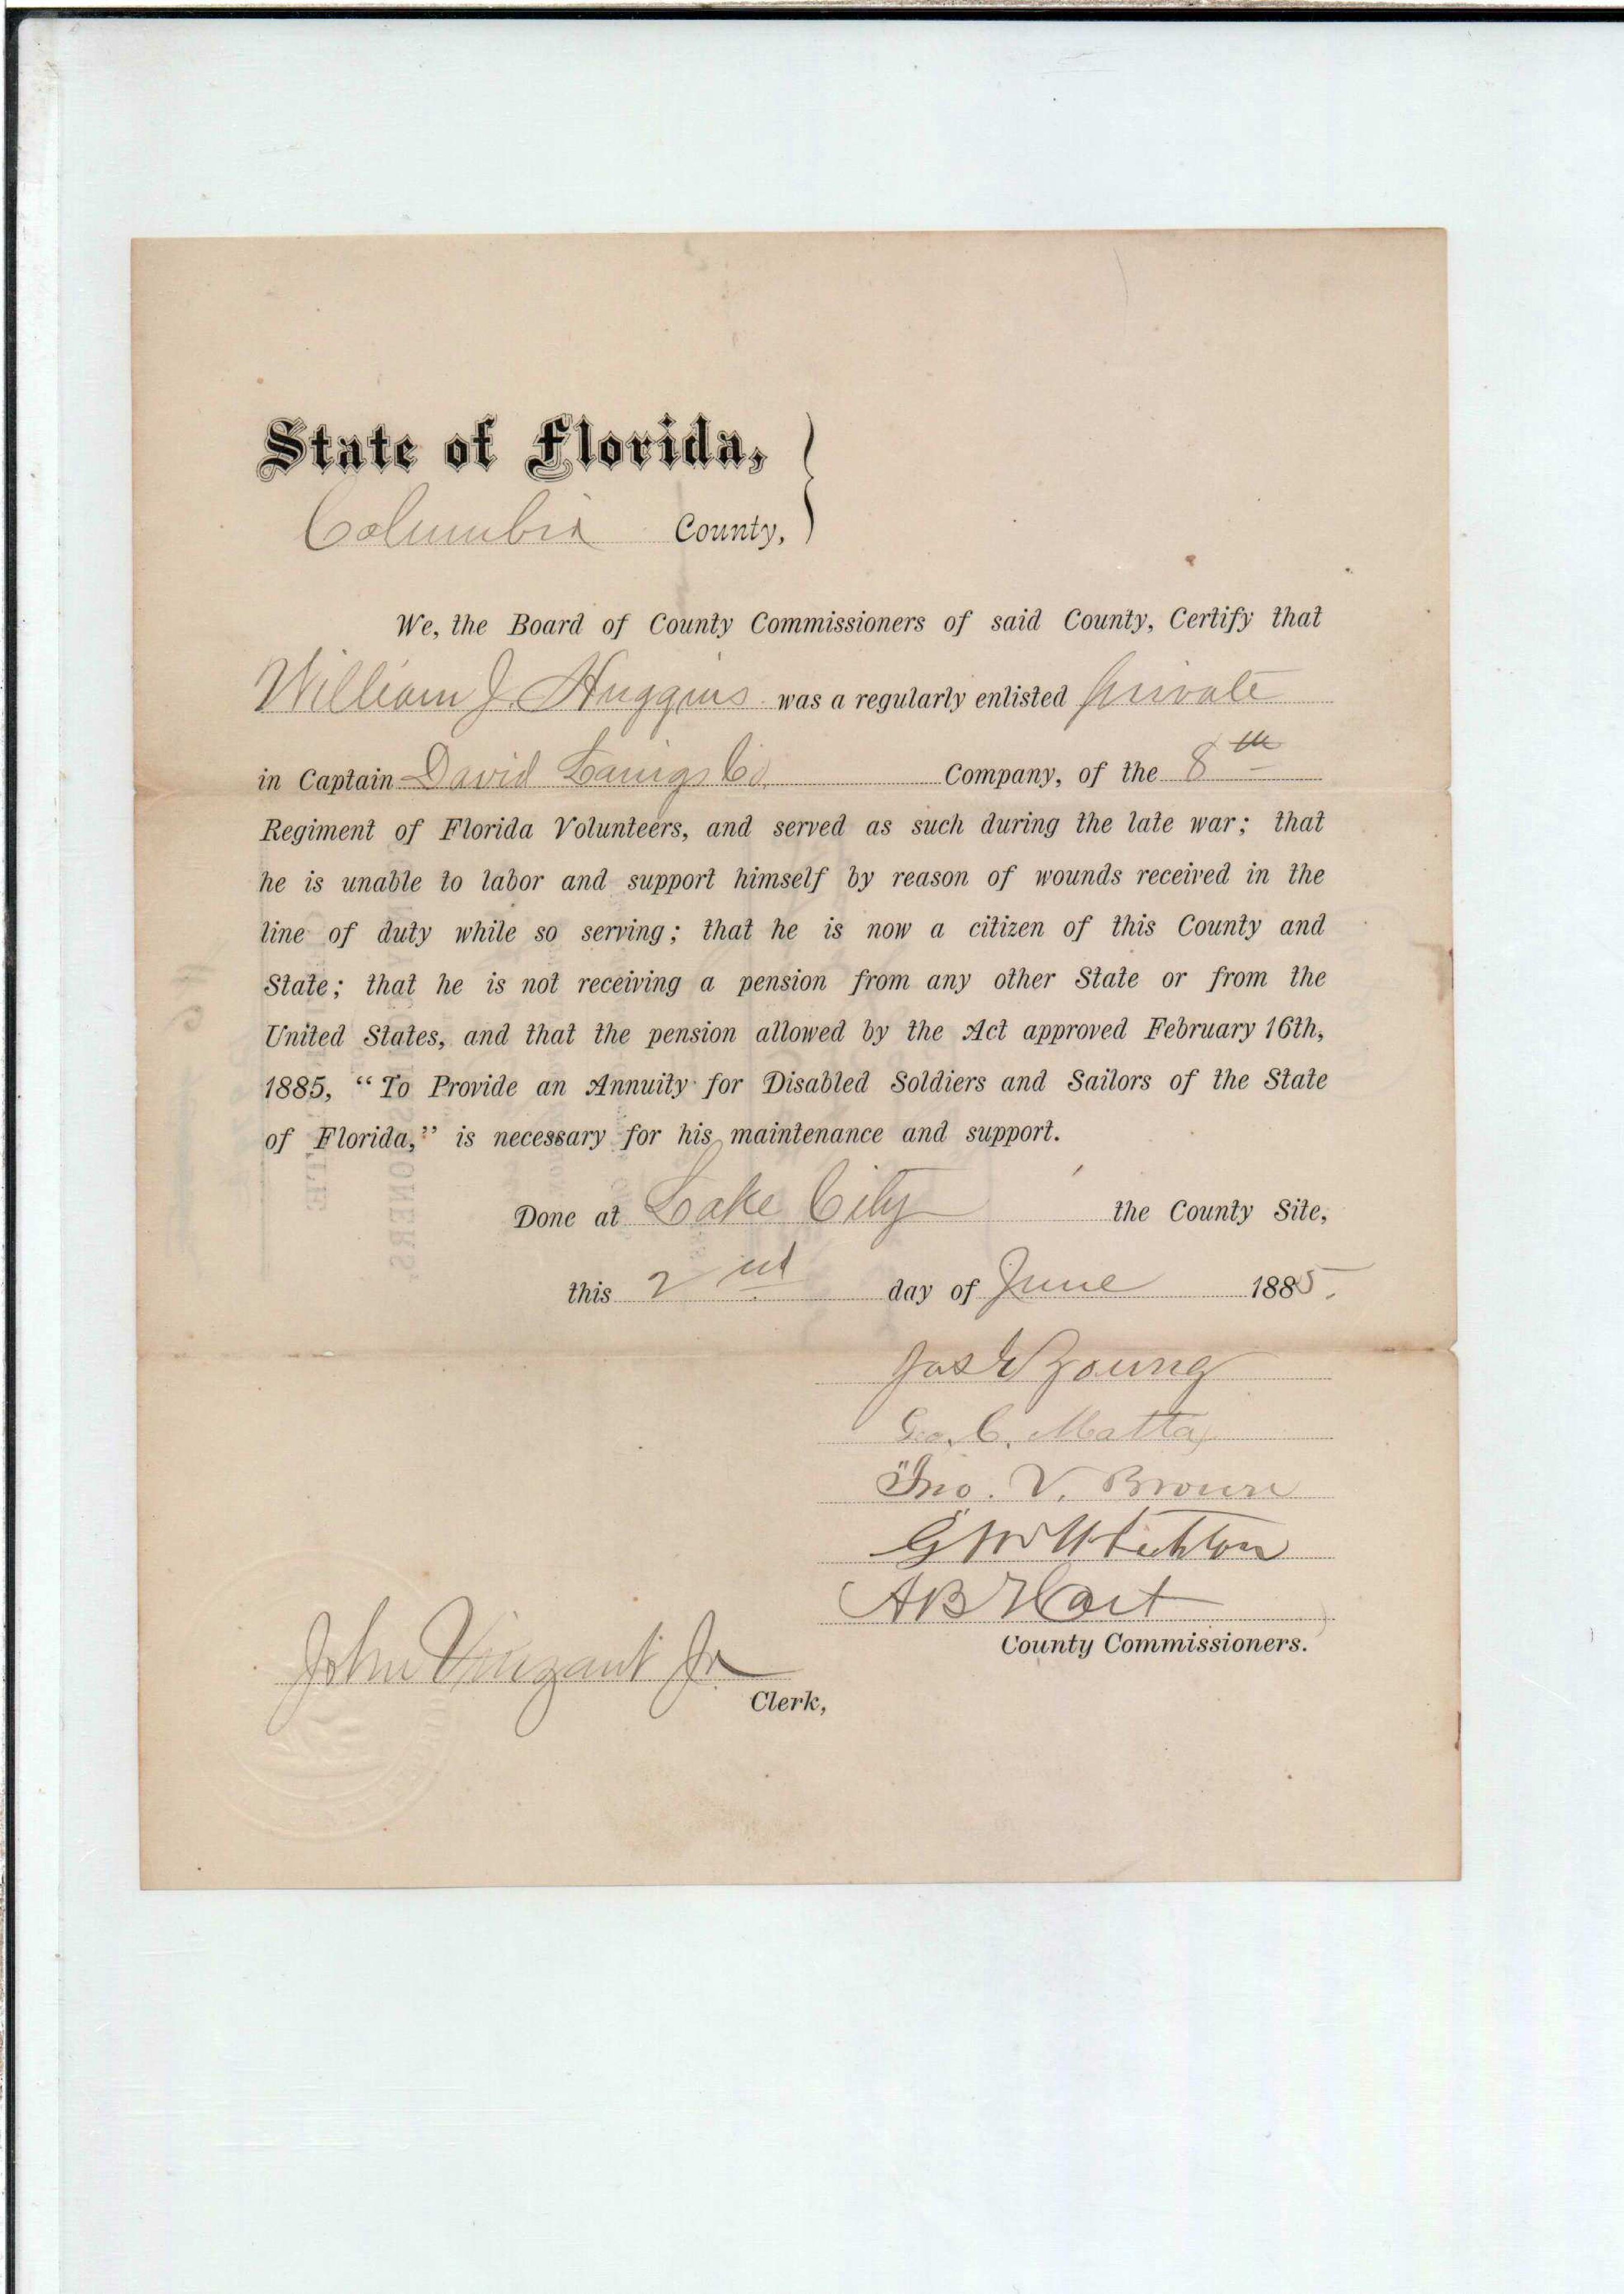 State of Florida,
Columbia County,
We, the Board of County Commissioners of said County, Certify that
William J. Huggins was a regularly enlisted private
in Captain David Laings Co. Company, of the 8th
Regiment of Florida Volunteers, and served as such during the late war; that
he is unable to labor and support himself by reason of wounds received in the
line of duty while so serving; that he is now a citizen of this County and
State; that he is not receiving a pension from any other State or from the
United States, and that the pension allowed by the Act approved February 16th,
1885, "To Provide an Annuity for Disabled Soldiers and Sailors of the State
of Florida," is necessary for his maintenance and support.
Done at Lake City the County Site,
this 2nd day of June 1885.
Jas Young
Geo. C. Mattox
Jno. V. Brown
G W
A B Hart
County Commissioners.
John Vinzant Jr
Clerk,